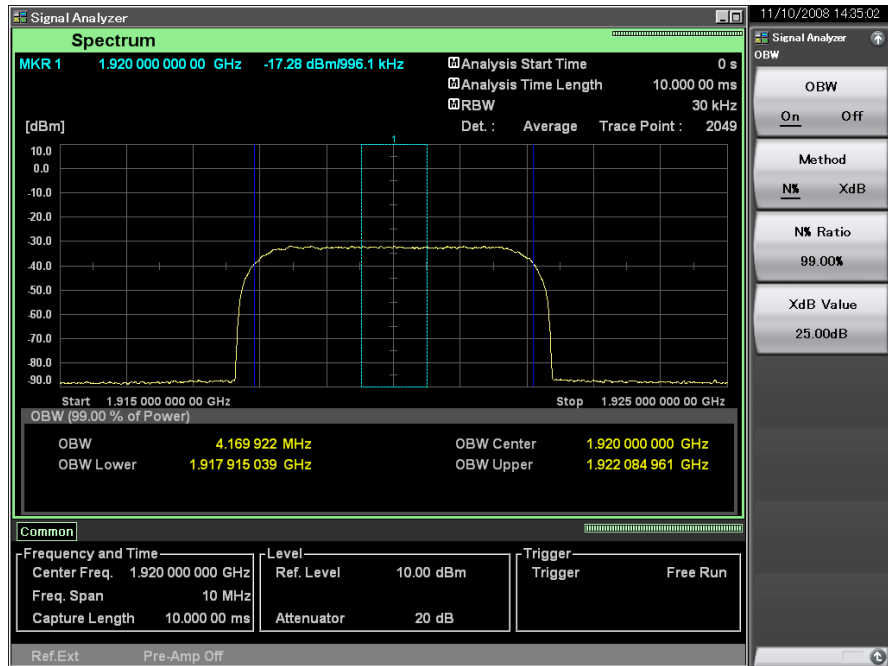 Signal Analyzer
11/10/2008 14:35:02
Spectrum
MKR 1 1.920 000 000 00 GHz -17.28 dBm/996.1 kHz
Analysis Start Time 0 s
Analysis Time Length 10.000 00 ms
RBW 30 kHz
Det. : Average Trace Point : 2049
[dBm]
1
10.0
0.0
-10.0
-20.0
-30.0
-40.0
-50.0
-60.0
-70.0
-80.0
-90.0
Start 1.915 000 000 00 GHz Stop 1.925 000 000 00 GHz
OBW (99.00 % of Power)
OBW 4.169 922 MHz OBW Center 1.920 000 000 GHz
OBW Lower 1.917 915 039 GHz OBW Upper 1.922 084 961 GHz
Common
Frequency and Time
Center Freq. 1.920 000 000 GHz
Freq. Span 10 MHz
Capture Length 10.000 00 ms
Level
Ref. Level 10.00 dBm
Attenuator 20 dB
Trigger
Trigger Free Run
Ref.Ext Pre-Amp Off
Signal Analyzer
OBW
OBW
On Off
Method
N% XdB
N% Ratio
99.00%
XdB Value
25.00dB